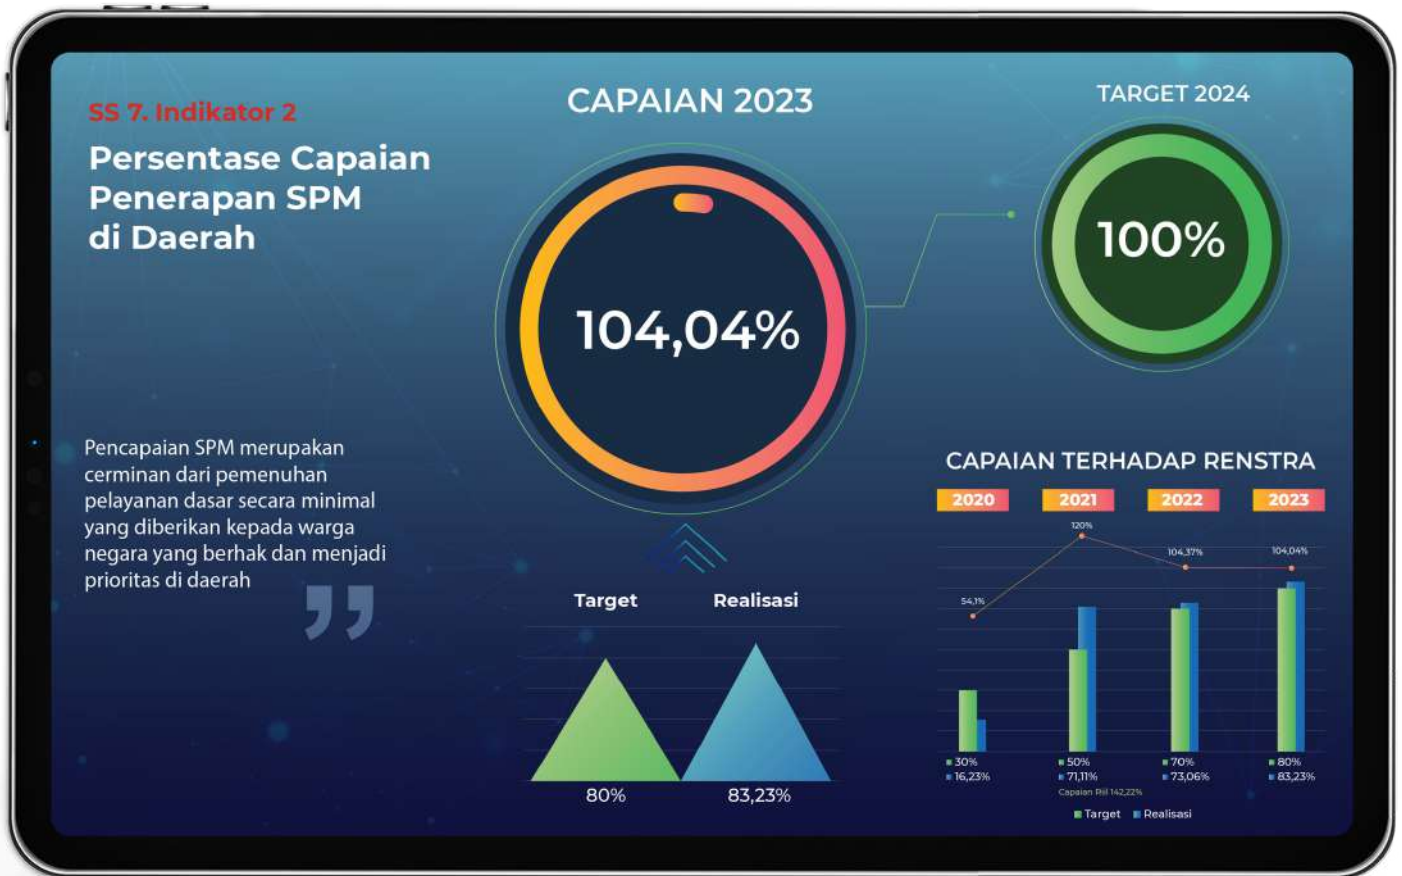 SS 7. Indikator 2
Persentase Capaian
Penerapan SPM
di Daerah
Pencapaian SPM merupakan
cerminan dari pemenuhan
pelayanan dasar secara minimal
yang diberikan kepada warga
negara yang berhak dan menjadi
prioritas di daerah
”
CAPAIAN 2023
104,04%
Target Realisasi
80% 83,23%
TARGET 2024
100%
CAPAIAN TERHADAP RENSTRA
2020 2021 2022 2023
54,1% 120% 104,37% 104,04%
30% 50% 70% 80%
16,23% 71,11% 73,06% 83,23%
Capaian Riil 142,22%
Target Realisasi